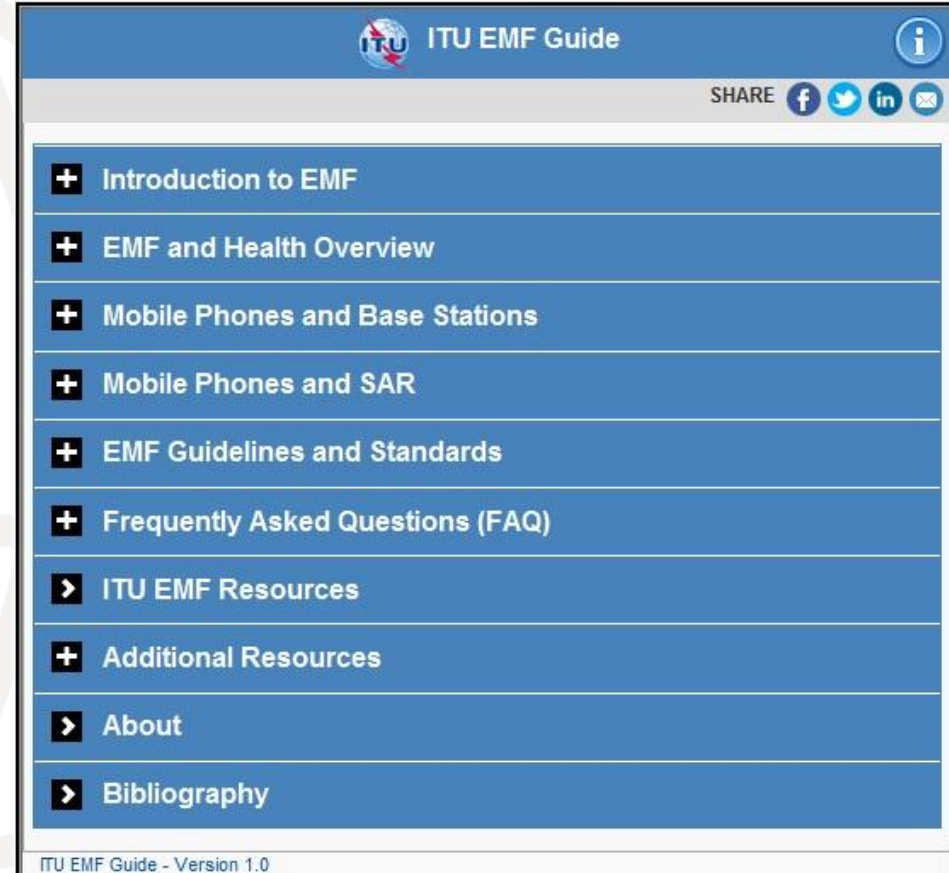 ITU
ITU EMF Guide
i
SHARE f in
Introduction to EMF
EMF and Health Overview
Mobile Phones and Base Stations
Mobile Phones and SAR
EMF Guidelines and Standards
Frequently Asked Questions (FAQ)
ITU EMF Resources
Additional Resources
About
Bibliography
ITU EMF Guide - Version 1.0